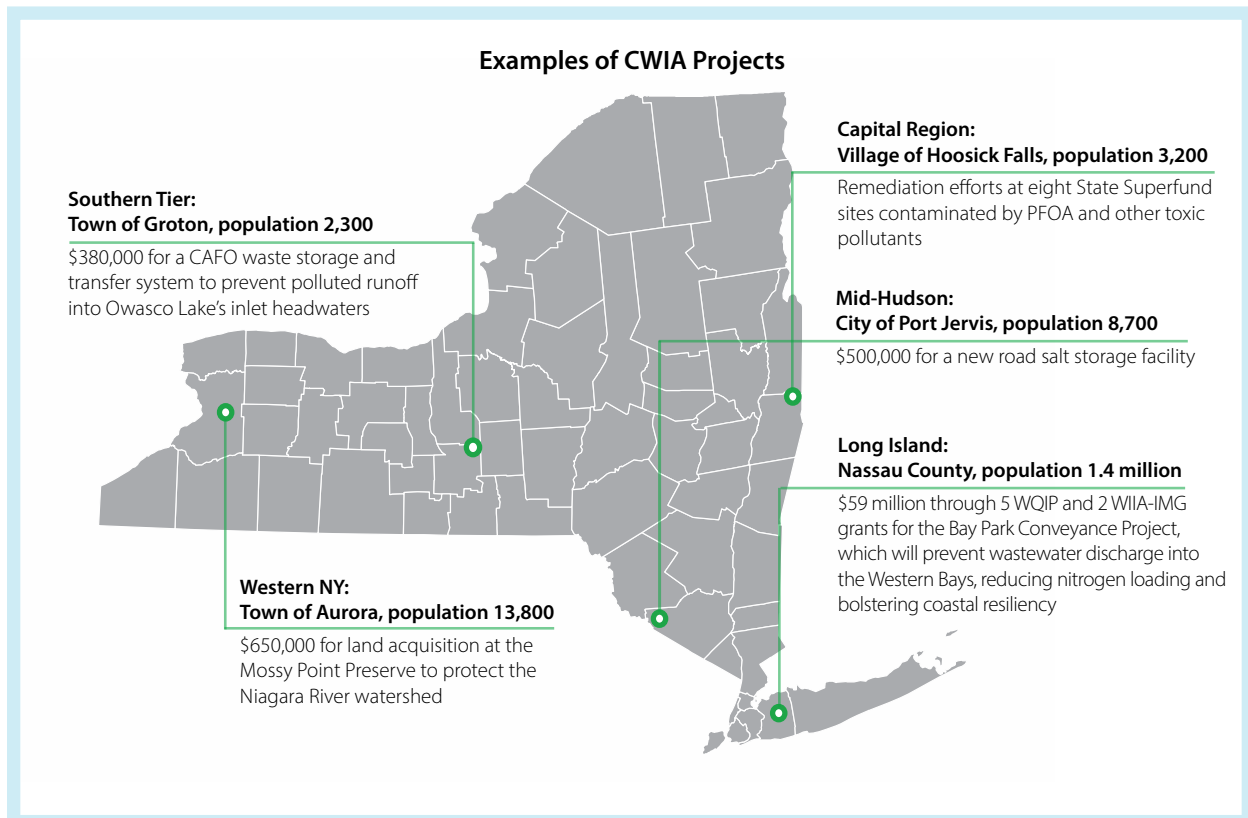 Examples of CWIA Projects
Southern Tier:
Town of Groton, population 2,300
$380,000 for a CAFO waste storage and
transfer system to prevent polluted runoff
into Owasco Lake’s inlet headwaters
Capital Region:
Village of Hoosick Falls, population 3,200
Remediation efforts at eight State Superfund
sites contaminated by PFOA and other toxic
pollutants
Mid-Hudson:
City of Port Jervis, population 8,700
$500,000 for a new road salt storage facility
Long Island:
Nassau County, population 1.4 million
$59 million through 5 WQIP and 2 WIIA-IMG
grants for the Bay Park Conveyance Project,
which will prevent wastewater discharge into
the Western Bays, reducing nitrogen loading and
bolstering coastal resiliency
Western NY:
Town of Aurora, population 13,800
$650,000 for land acquisition at the
Mossy Point Preserve to protect the
Niagara River watershed